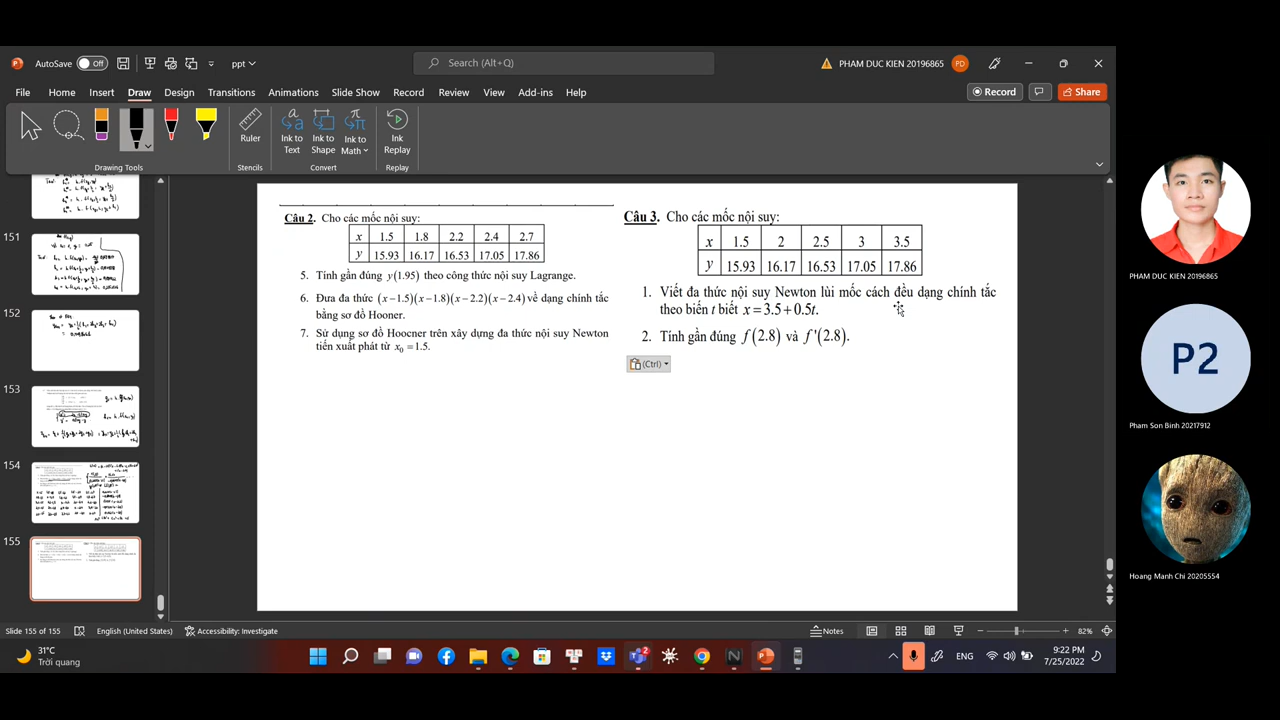 AutoSave
Off
ppt
Search (Alt+Q)
PHAM DUC KIEN 20196865
PD
File Home Insert Draw Design Transitions Animations Slide Show Record Review View Add-ins Help
Record
Share
Ruler
Ink to Text
Ink to Shape
Ink to Math
Ink Replay
Drawing Tools
Stencils
Convert
Replay
151
152
153
154
155
Câu 2. Cho các mốc nội suy:
x 1.5 1.8 2.2 2.4 2.7
y 15.93 16.17 16.53 17.05 17.86
5. Tính gần đúng y(1.95) theo công thức nội suy Lagrange.
6. Đưa đa thức (x−1.5)(x−1.8)(x−2.2)(x−2.4) về dạng chính tắc
bằng sơ đồ Hooner.
7. Sử dụng sơ đồ Hoocner trên xây dựng đa thức nội suy Newton
tiến xuất phát từ x₀ = 1.5.
Câu 3. Cho các mốc nội suy:
x 1.5 2 2.5 3 3.5
y 15.93 16.17 16.53 17.05 17.86
1. Viết đa thức nội suy Newton lùi mốc cách đều dạng chính tắc
theo biến t biết x = 3.5 + 0.5t.
2. Tính gần đúng f(2.8) và f'(2.8).
(Ctrl)
PHAM DUC KIEN 20196865
P2
Pham Son Binh 20217912
Hoang Manh Chi 20205554
Slide 155 of 155
English (United States)
Accessibility: Investigate
Notes
82%
31°C
Trời quang
2
ENG
9:22 PM
7/25/2022